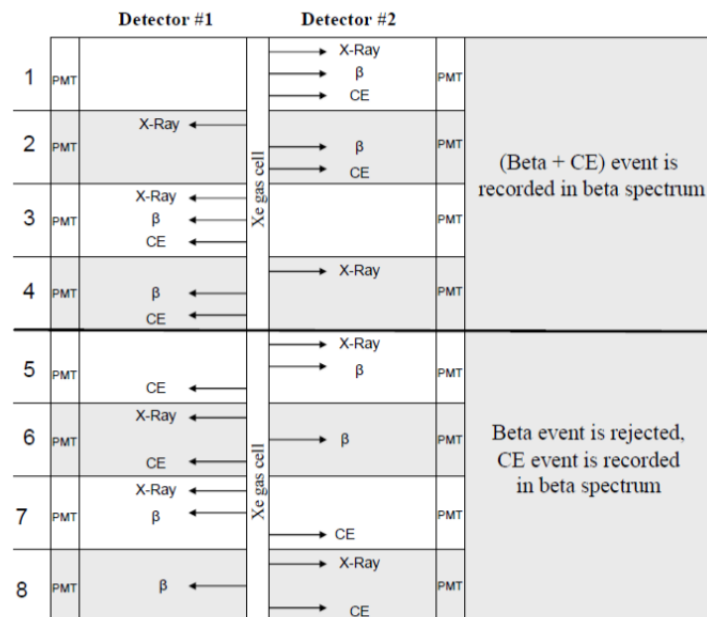 Detector #1 Detector #2
1 PMT X-Ray PMT
β
CE
2 PMT X-Ray β PMT
CE
3 PMT X-Ray PMT
β
CE
4 PMT X-Ray PMT
β
CE
Xe gas cell
(Beta + CE) event is
recorded in beta spectrum
5 PMT X-Ray PMT
β
CE
6 PMT X-Ray β PMT
CE
7 PMT X-Ray PMT
β
CE
8 PMT β X-Ray PMT
CE
Xe gas cell
Beta event is rejected,
CE event is recorded
in beta spectrum